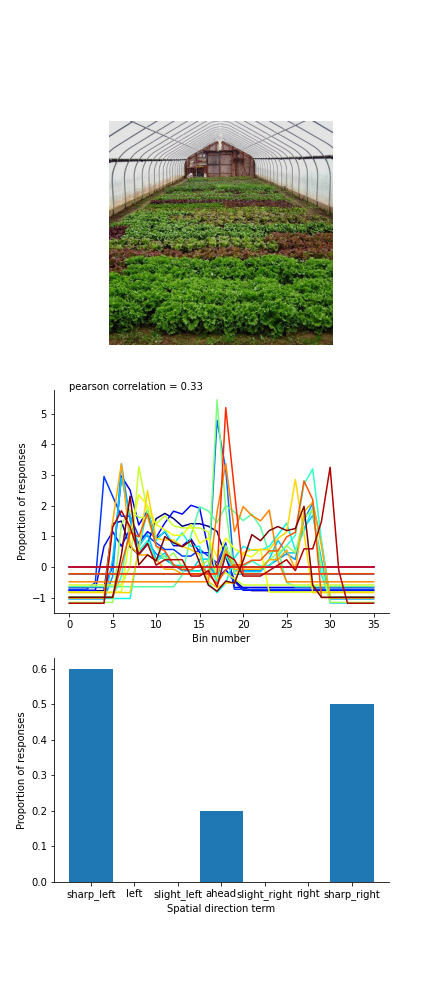 pearson correlation = 0.33
Proportion of responses
5
4
3
2
1
0
−1
0 5 10 15 20 25 30 35
Bin number
Proportion of responses
0.6
0.5
0.4
0.3
0.2
0.1
0.0
sharp_left left slight_left ahead slight_right right sharp_right
Spatial direction term